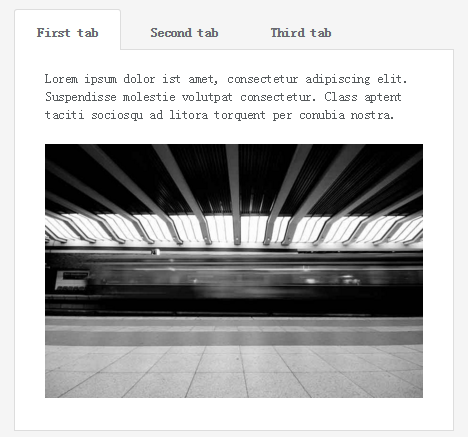 First tab Second tab Third tab
Lorem ipsum dolor ist amet, consectetur adipiscing elit.
Suspendisse molestie volutpat consectetur. Class aptent
taciti sociosqu ad litora torquent per conubia nostra.